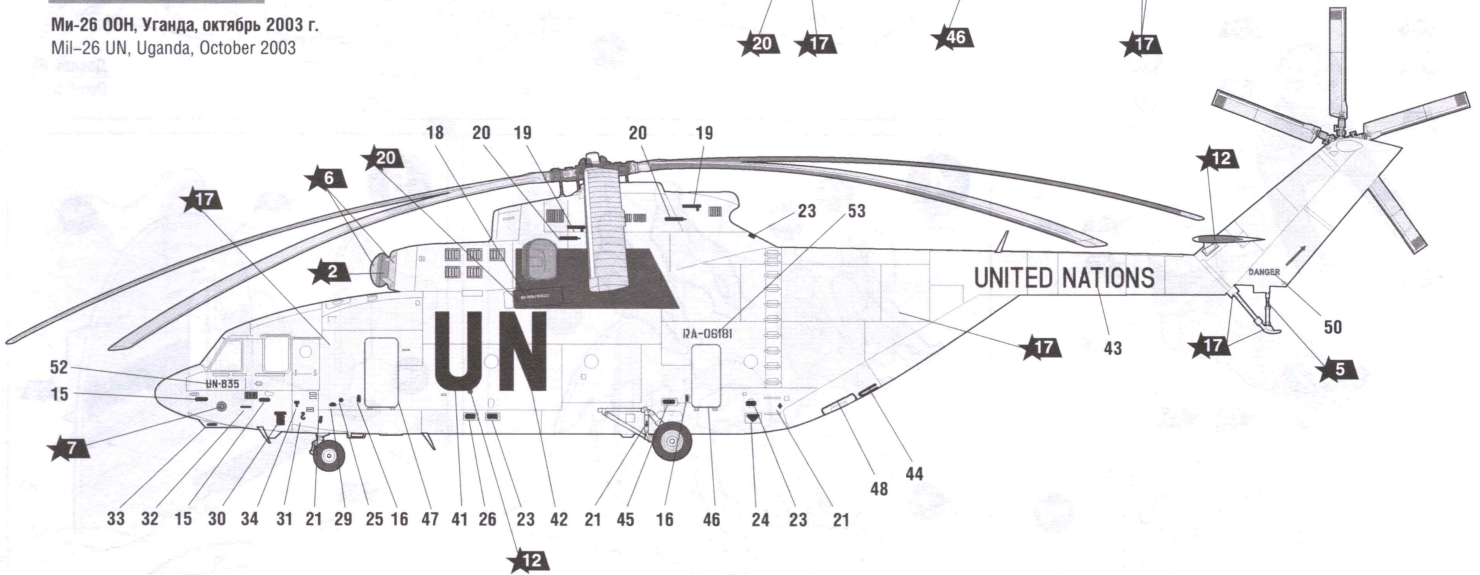 Ми-26 ООН, Уганда, октябрь 2003 г.
Mil–26 UN, Uganda, October 2003
20 17 46 17
18 20 19 20 19
20 12
6
17
23 53
2
UNITED NATIONS
DANGER
UN
RA-06181
50
17 43 17
5
52
UN-835
15
7
44
48
33 32 15 30 34 31 21 29 25 16 47 41 26 23 42 21 45 16 46 24 23 21
12